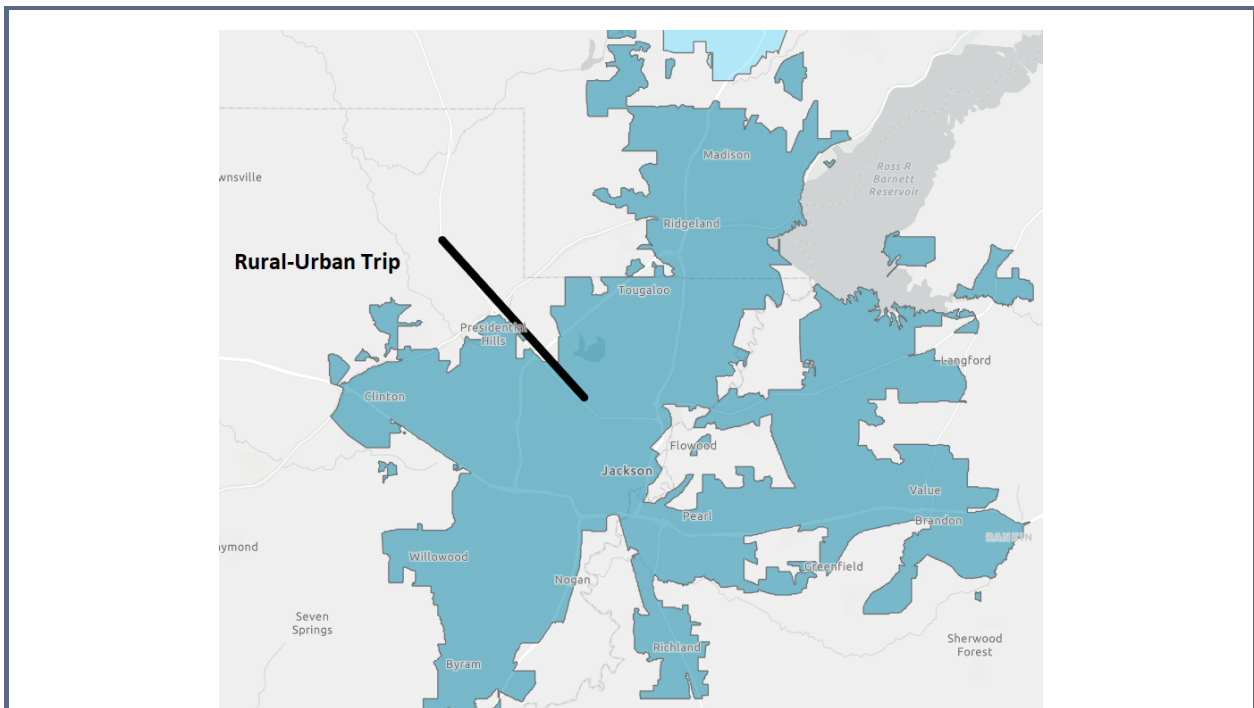 Madison
Ross R
Barnett
Reservoir
wnsville
Ridgeland
Rural-Urban Trip
Tougaloo
Presidential
Hills
Langford
Clinton
Flowood
Jackson
Value
Pearl
Brandon
RANKIN
aymond
Willowood
Greenfield
Nogan
Seven
Springs
Sherwood
Forest
Richland
Byram